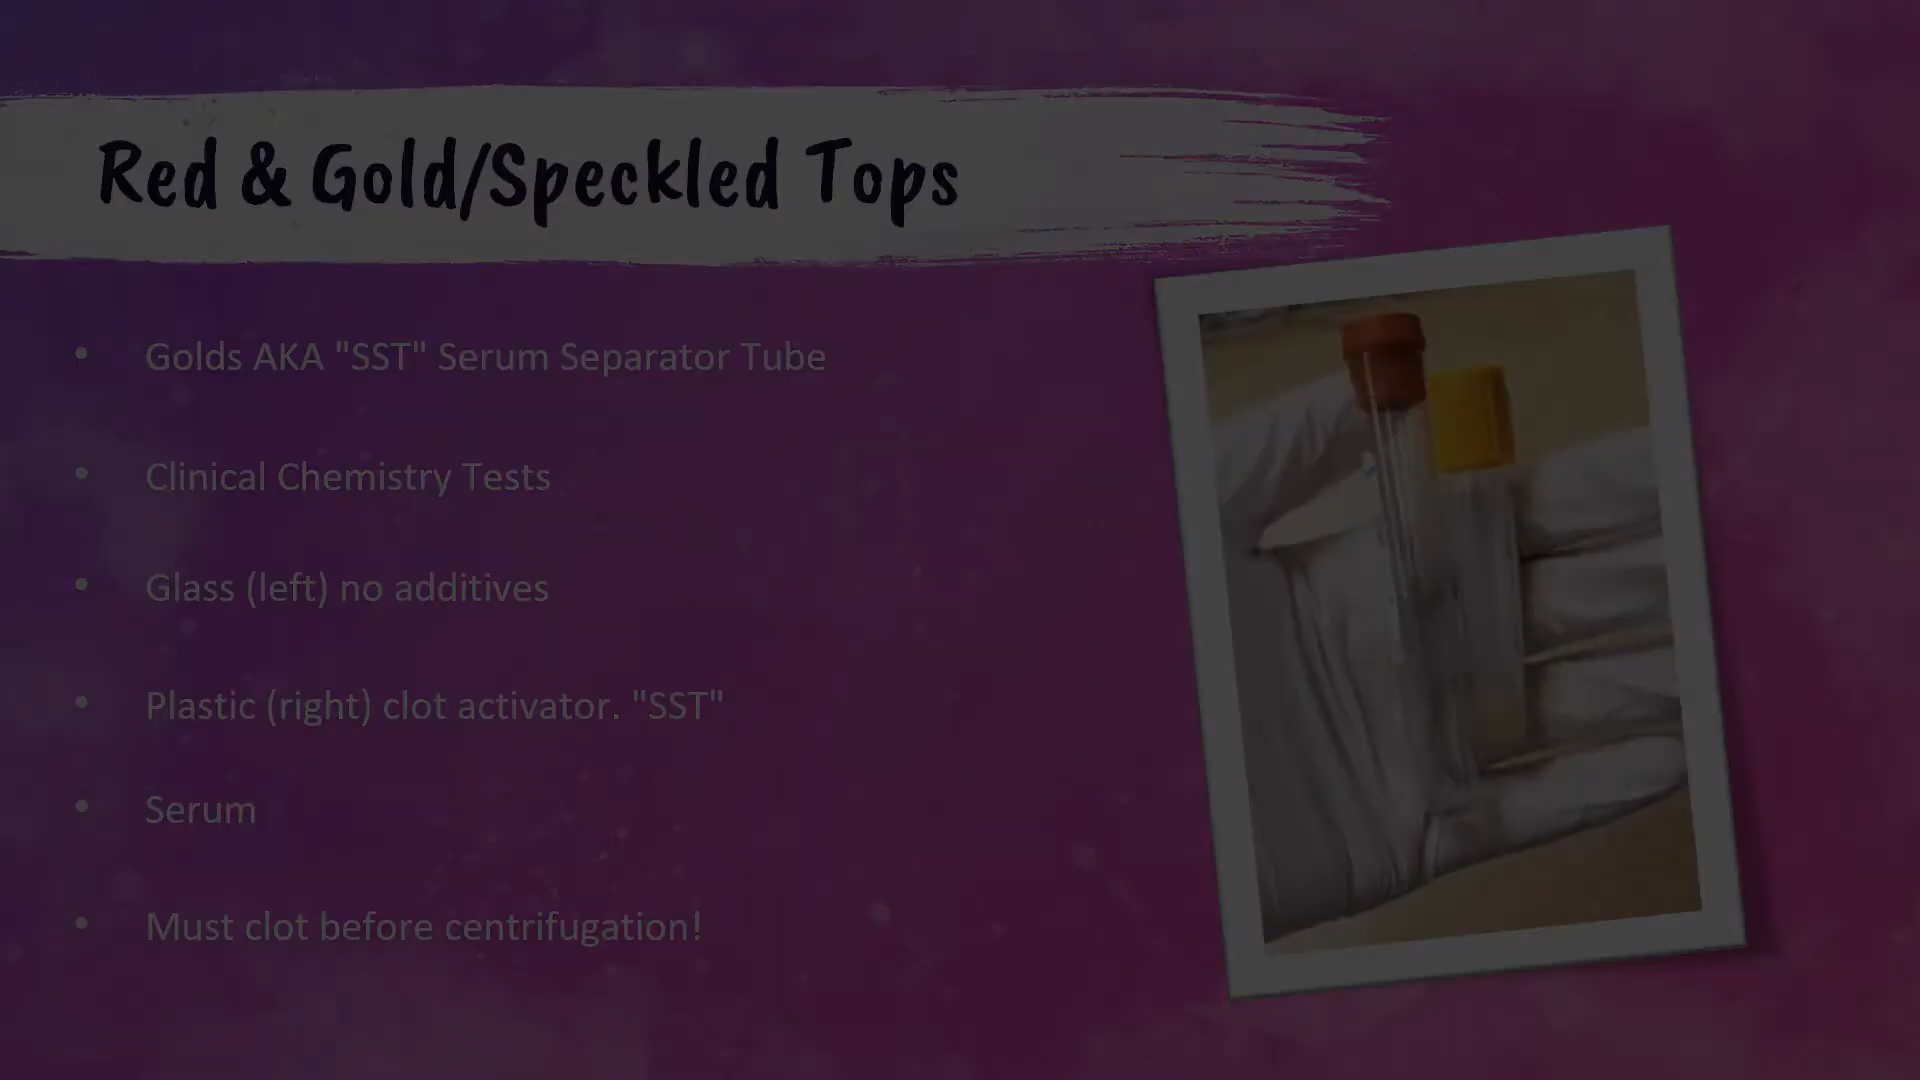 Red & Gold/Speckled Tops
• Golds AKA "SST" Serum Separator Tube
• Clinical Chemistry Tests
• Glass (left) no additives
• Plastic (right) clot activator. "SST"
• Serum
• Must clot before centrifugation!